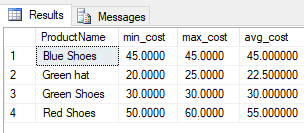 Results Messages
ProductName min_cost max_cost avg_cost
1 Blue Shoes 45.0000 45.0000 45.000000
2 Green hat 20.0000 25.0000 22.500000
3 Green Shoes 30.0000 30.0000 30.000000
4 Red Shoes 50.0000 60.0000 55.000000